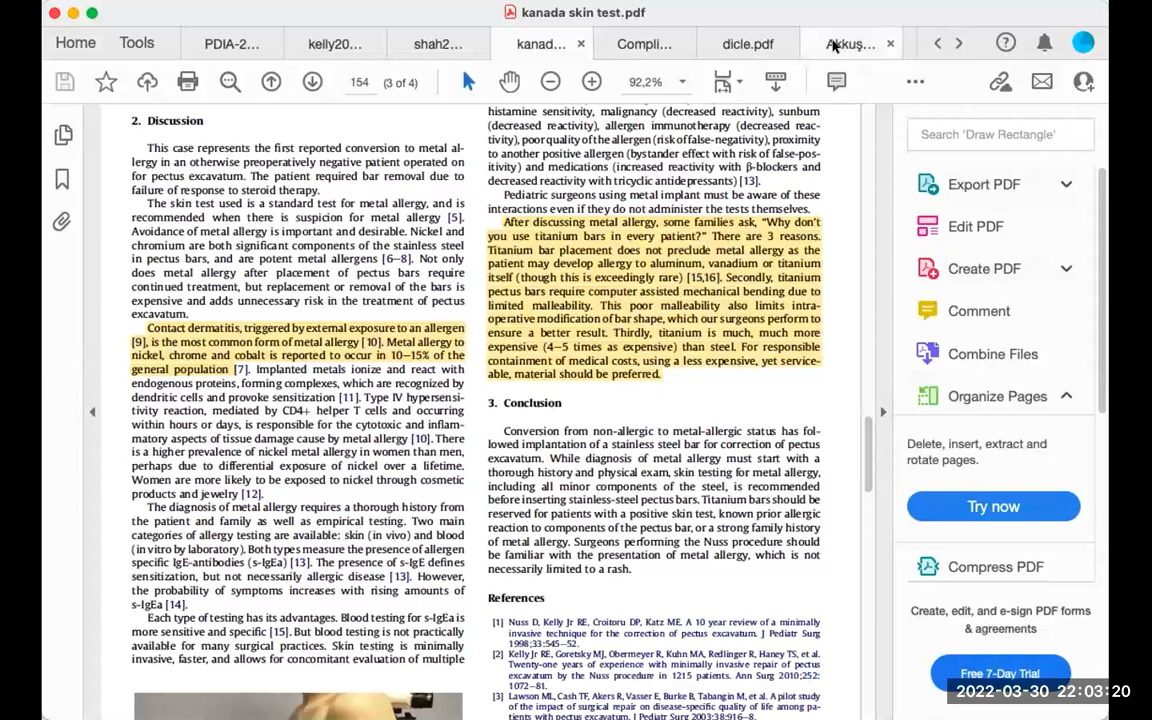 kanada skin test.pdf
Home
Tools
PDIA-2...
kelly20...
shah2...
kanad...
Compli...
dicle.pdf
Akkuş...
154
(3 of 4)
92,2%
2. Discussion
This case represents the first reported conversion to metal al-
lergy in an otherwise preoperatively negative patient operated on
for pectus excavatum. The patient required bar removal due to
failure of response to steroid therapy.
The skin test used is a standard test for metal allergy, and is
recommended when there is suspicion for metal allergy [5].
Avoidance of metal allergy is important and desirable. Nickel and
chromium are both significant components of the stainless steel
in pectus bars, and are potent metal allergens [6–8]. Not only
does metal allergy after placement of pectus bars require
continued treatment, but replacement or removal of the bars is
expensive and adds unnecessary risk in the treatment of pectus
excavatum.
Contact dermatitis, triggered by external exposure to an allergen
[9], is the most common form of metal allergy [10]. Metal allergy to
nickel, chrome and cobalt is reported to occur in 10–15% of the
general population [7]. Implanted metals ionize and react with
endogenous proteins, forming complexes, which are recognized by
dendritic cells and provoke sensitization [11]. Type IV hypersensi-
tivity reaction, mediated by CD4+ helper T cells and occurring
within hours or days, is responsible for the cytotoxic and inflam-
matory aspects of tissue damage cause by metal allergy [10]. There
is a higher prevalence of nickel metal allergy in women than men,
perhaps due to differential exposure of nickel over a lifetime.
Women are more likely to be exposed to nickel through cosmetic
products and jewelry [12].
The diagnosis of metal allergy requires a thorough history from
the patient and family as well as empirical testing. Two main
categories of allergy testing are available: skin (in vivo) and blood
(in vitro by laboratory). Both types measure the presence of allergen
specific IgE-antibodies (s-IgEa) [13]. The presence of s-IgE defines
sensitization, but not necessarily allergic disease [13]. However,
the probability of symptoms increases with rising amounts of
s-IgEa [14].
Each type of testing has its advantages. Blood testing for s-IgEa is
more sensitive and specific [15]. But blood testing is not practically
available for many surgical practices. Skin testing is minimally
invasive, faster, and allows for concomitant evaluation of multiple
histamine sensitivity, malignancy (decreased reactivity), sunburn
(decreased reactivity), allergen immunotherapy (decreased reac-
tivity), poor quality of the allergen (risk of false-negativity), proximity
to another positive allergen (bystander effect with risk of false-pos-
itivity) and medications (increased reactivity with β-blockers and
decreased reactivity with tricyclic antidepressants) [13].
Pediatric surgeons using metal implant must be aware of these
interactions even if they do not administer the tests themselves.
After discussing metal allergy, some families ask, “Why don't
you use titanium bars in every patient?” There are 3 reasons.
Titanium bar placement does not preclude metal allergy as the
patient may develop allergy to aluminum, vanadium or titanium
itself (though this is exceedingly rare) [15,16]. Secondly, titanium
pectus bars require computer assisted mechanical bending due to
limited malleability. This poor malleability also limits intra-
operative modification of bar shape, which our surgeons perform to
ensure a better result. Thirdly, titanium is much, much more
expensive (4–5 times as expensive) than steel. For responsible
containment of medical costs, using a less expensive, yet service-
able, material should be preferred.
3. Conclusion
Conversion from non-allergic to metal-allergic status has fol-
lowed implantation of a stainless steel bar for correction of pectus
excavatum. While diagnosis of metal allergy must start with a
thorough history and physical exam, skin testing for metal allergy,
including all minor components of the steel, is recommended
before inserting stainless-steel pectus bars. Titanium bars should be
reserved for patients with a positive skin test, known prior allergic
reaction to components of the pectus bar, or a strong family history
of metal allergy. Surgeons performing the Nuss procedure should
be familiar with the presentation of metal allergy, which is not
necessarily limited to a rash.
References
[1] Nuss D, Kelly Jr RE, Croitoru DP, Katz ME. A 10 year review of a minimally
invasive technique for the correction of pectus excavatum. J Pediatr Surg
1998;33:545–52.
[2] Kelly Jr RE, Goretsky MJ, Obermeyer R, Kuhn MA, Redlinger R, Haney TS, et al.
Twenty-one years of experience with minimally invasive repair of pectus
excavatum by the Nuss procedure in 1215 patients. Ann Surg 2010;252:
1072–81.
[3] Lawson ML, Cash TF, Akers R, Vasser E, Burke B, Tabangin M, et al. A pilot study
of the impact of surgical repair on disease-specific quality of life among pa-
tients with pectus excavatum. J Pediatr Surg 2003;38:916–8.
Search 'Draw Rectangle'
Export PDF
Edit PDF
Create PDF
Comment
Combine Files
Organize Pages
Delete, insert, extract and
rotate pages.
Try now
Compress PDF
Create, edit, and e-sign PDF forms
& agreements
Free 7-Day Trial
2022-03-30 22:03:20